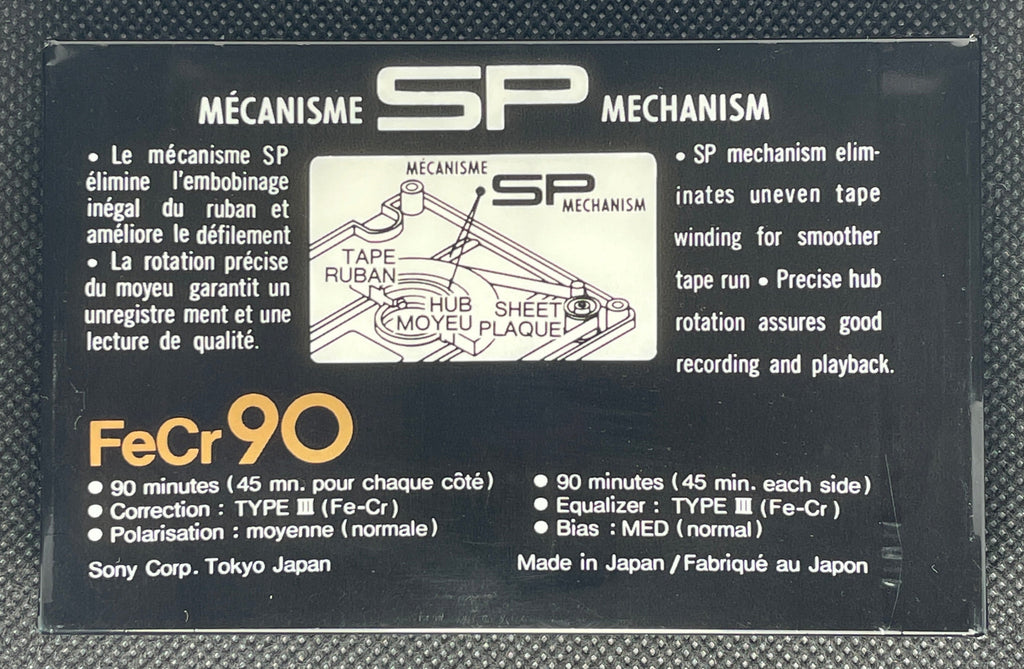 MÉCANISME SP MECHANISM
• Le mécanisme SP
élimine l'embobinage
inégal du ruban et
améliore le défilement
• La rotation précise
du moyeu garantit un
unregistre ment et une
lecture de qualité.
MÉCANISME
SP
MECHANISM
TAPE
RUBAN
HUB
MOYEU
SHEET
PLAQUE
• SP mechanism elim-
inates uneven tape
winding for smoother
tape run • Precise hub
rotation assures good
recording and playback.
FeCr 90
• 90 minutes (45 mn. pour chaque côté)
• Correction : TYPE III (Fe-Cr)
• Polarisation : moyenne (normale)
Sony Corp. Tokyo Japan
• 90 minutes (45 min. each side)
• Equalizer : TYPE III (Fe-Cr)
• Bias : MED (normal)
Made in Japan / Fabriqué au Japon